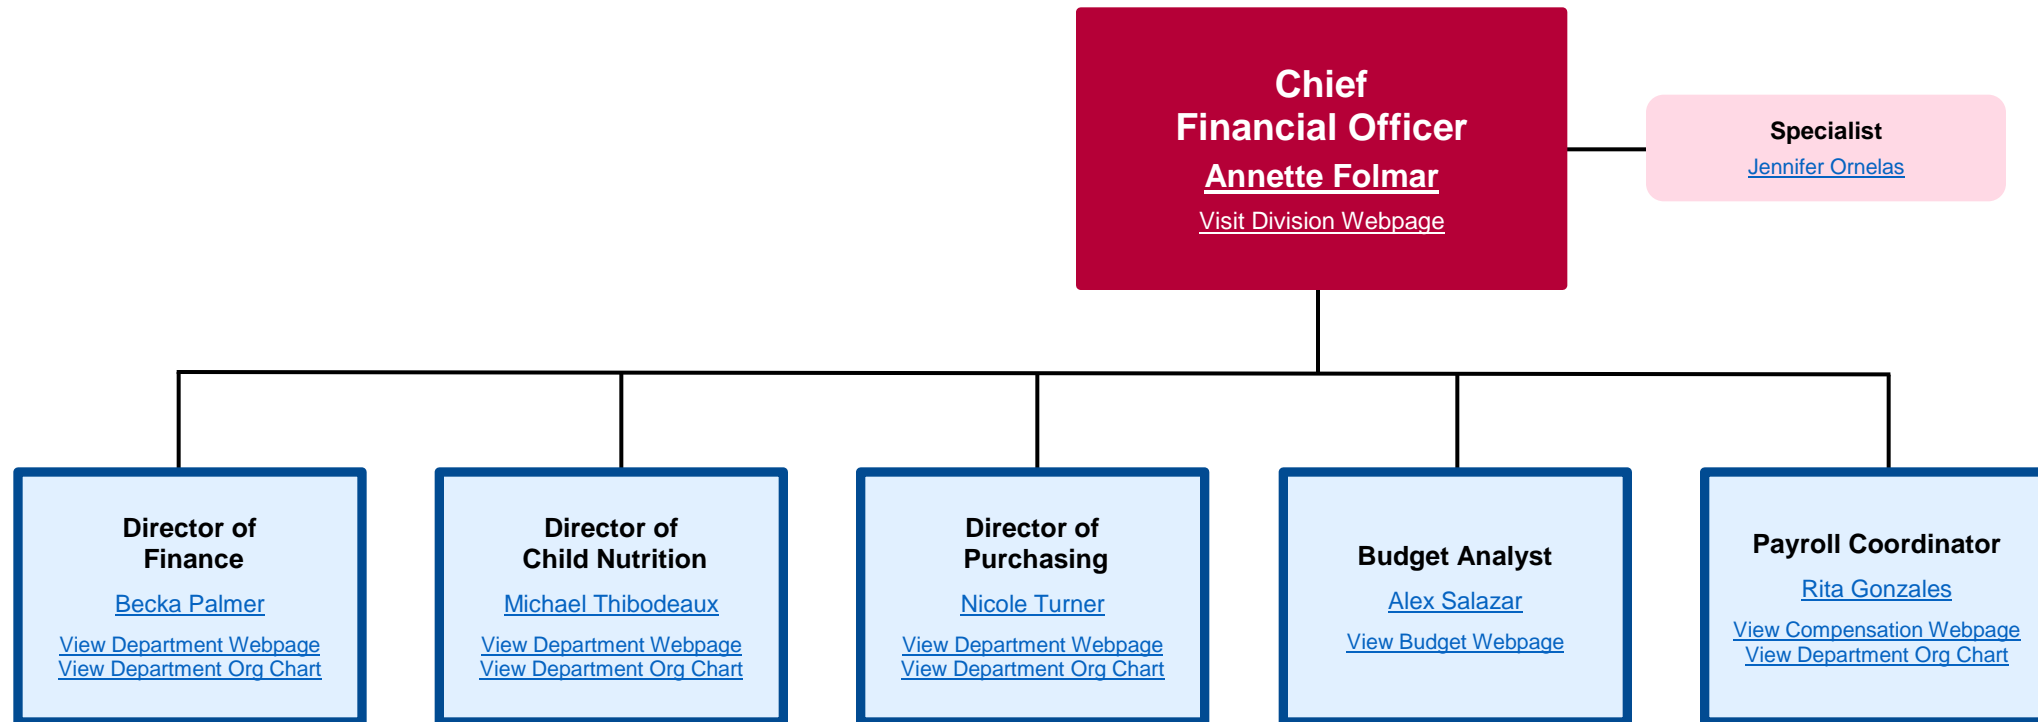 Chief
Financial Officer
Annette Folmar
Visit Division Webpage
Specialist
Jennifer Ornelas
Director of
Finance
Becka Palmer
View Department Webpage
View Department Org Chart
Director of
Child Nutrition
Michael Thibodeaux
View Department Webpage
View Department Org Chart
Director of
Purchasing
Nicole Turner
View Department Webpage
View Department Org Chart
Budget Analyst
Alex Salazar
View Budget Webpage
Payroll Coordinator
Rita Gonzales
View Compensation Webpage
View Department Org Chart